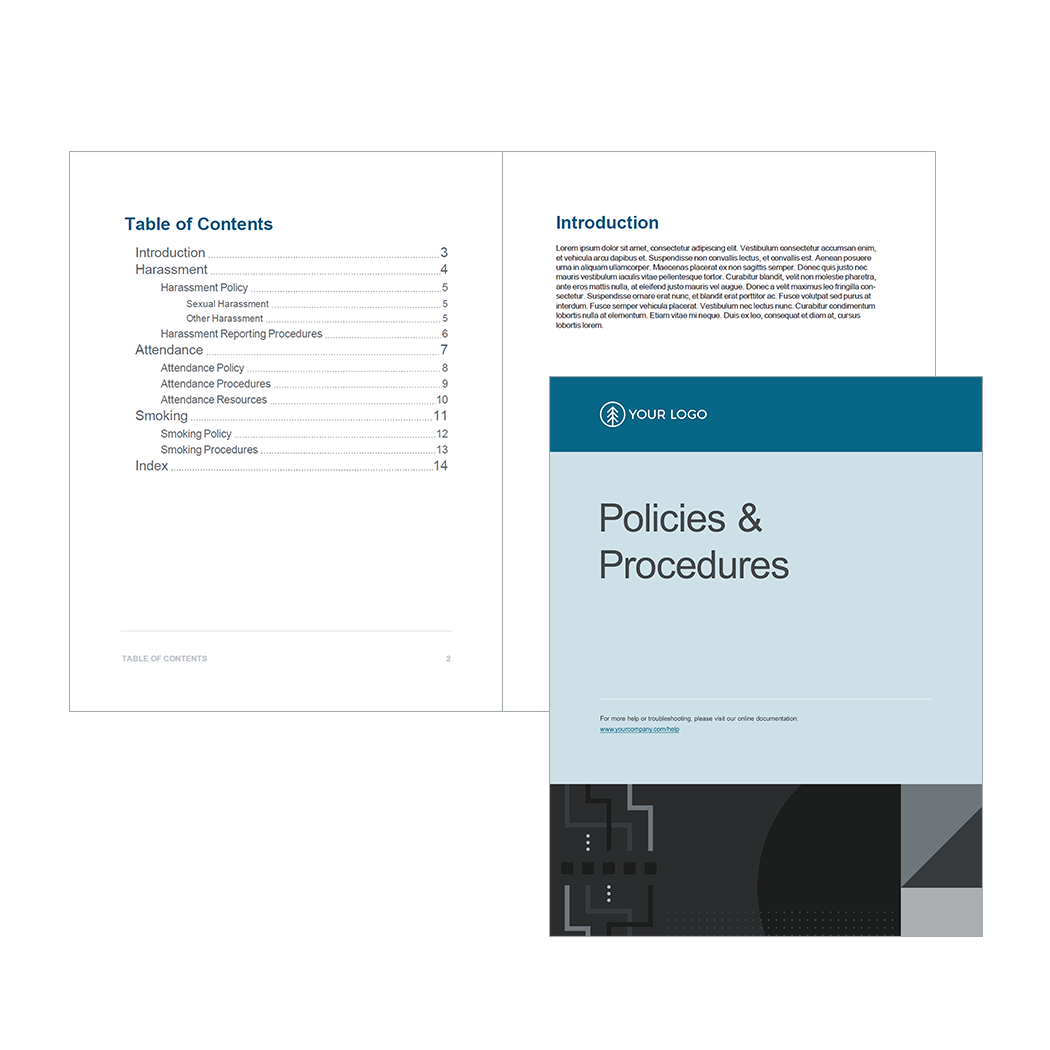 Table of Contents
Introduction 3
Harassment 4
Harassment Policy 5
Sexual Harassment 5
Other Harassment 5
Harassment Reporting Procedures 6
Attendance 7
Attendance Policy 8
Attendance Procedures 9
Attendance Resources 10
Smoking 11
Smoking Policy 12
Smoking Procedures 13
Index 14
TABLE OF CONTENTS 2
Introduction
Lorem ipsum dolor sit amet, consectetur adipiscing elit. Vestibulum consectetur accumsan enim,
et vehicula arcu dapibus et. Suspendisse non convallis lectus, et convallis est. Aenean posuere
urna in aliquam ullamcorper. Maecenas placerat ex non sagittis semper. Donec quis justo nec
mauris vestibulum iaculis vitae pellentesque tortor. Curabitur blandit, velit non molestie pharetra,
ante eros mattis nulla, at eleifend justo mauris vel augue. Donec a velit maximus leo fringilla con-
sectetur. Suspendisse ornare erat nunc, et blandit erat porttitor ac. Fusce volutpat sed purus at
interdum. Fusce semper vehicula placerat. Vestibulum nec lectus nunc. Curabitur condimentum
lobortis nulla at elementum. Etiam vitae mi neque. Duis ex leo, consequat et diam at, cursus
lobortis lorem.
YOUR LOGO
Policies &
Procedures
For more help or troubleshooting, please visit our online documentation:
www.yourcompany.com/help